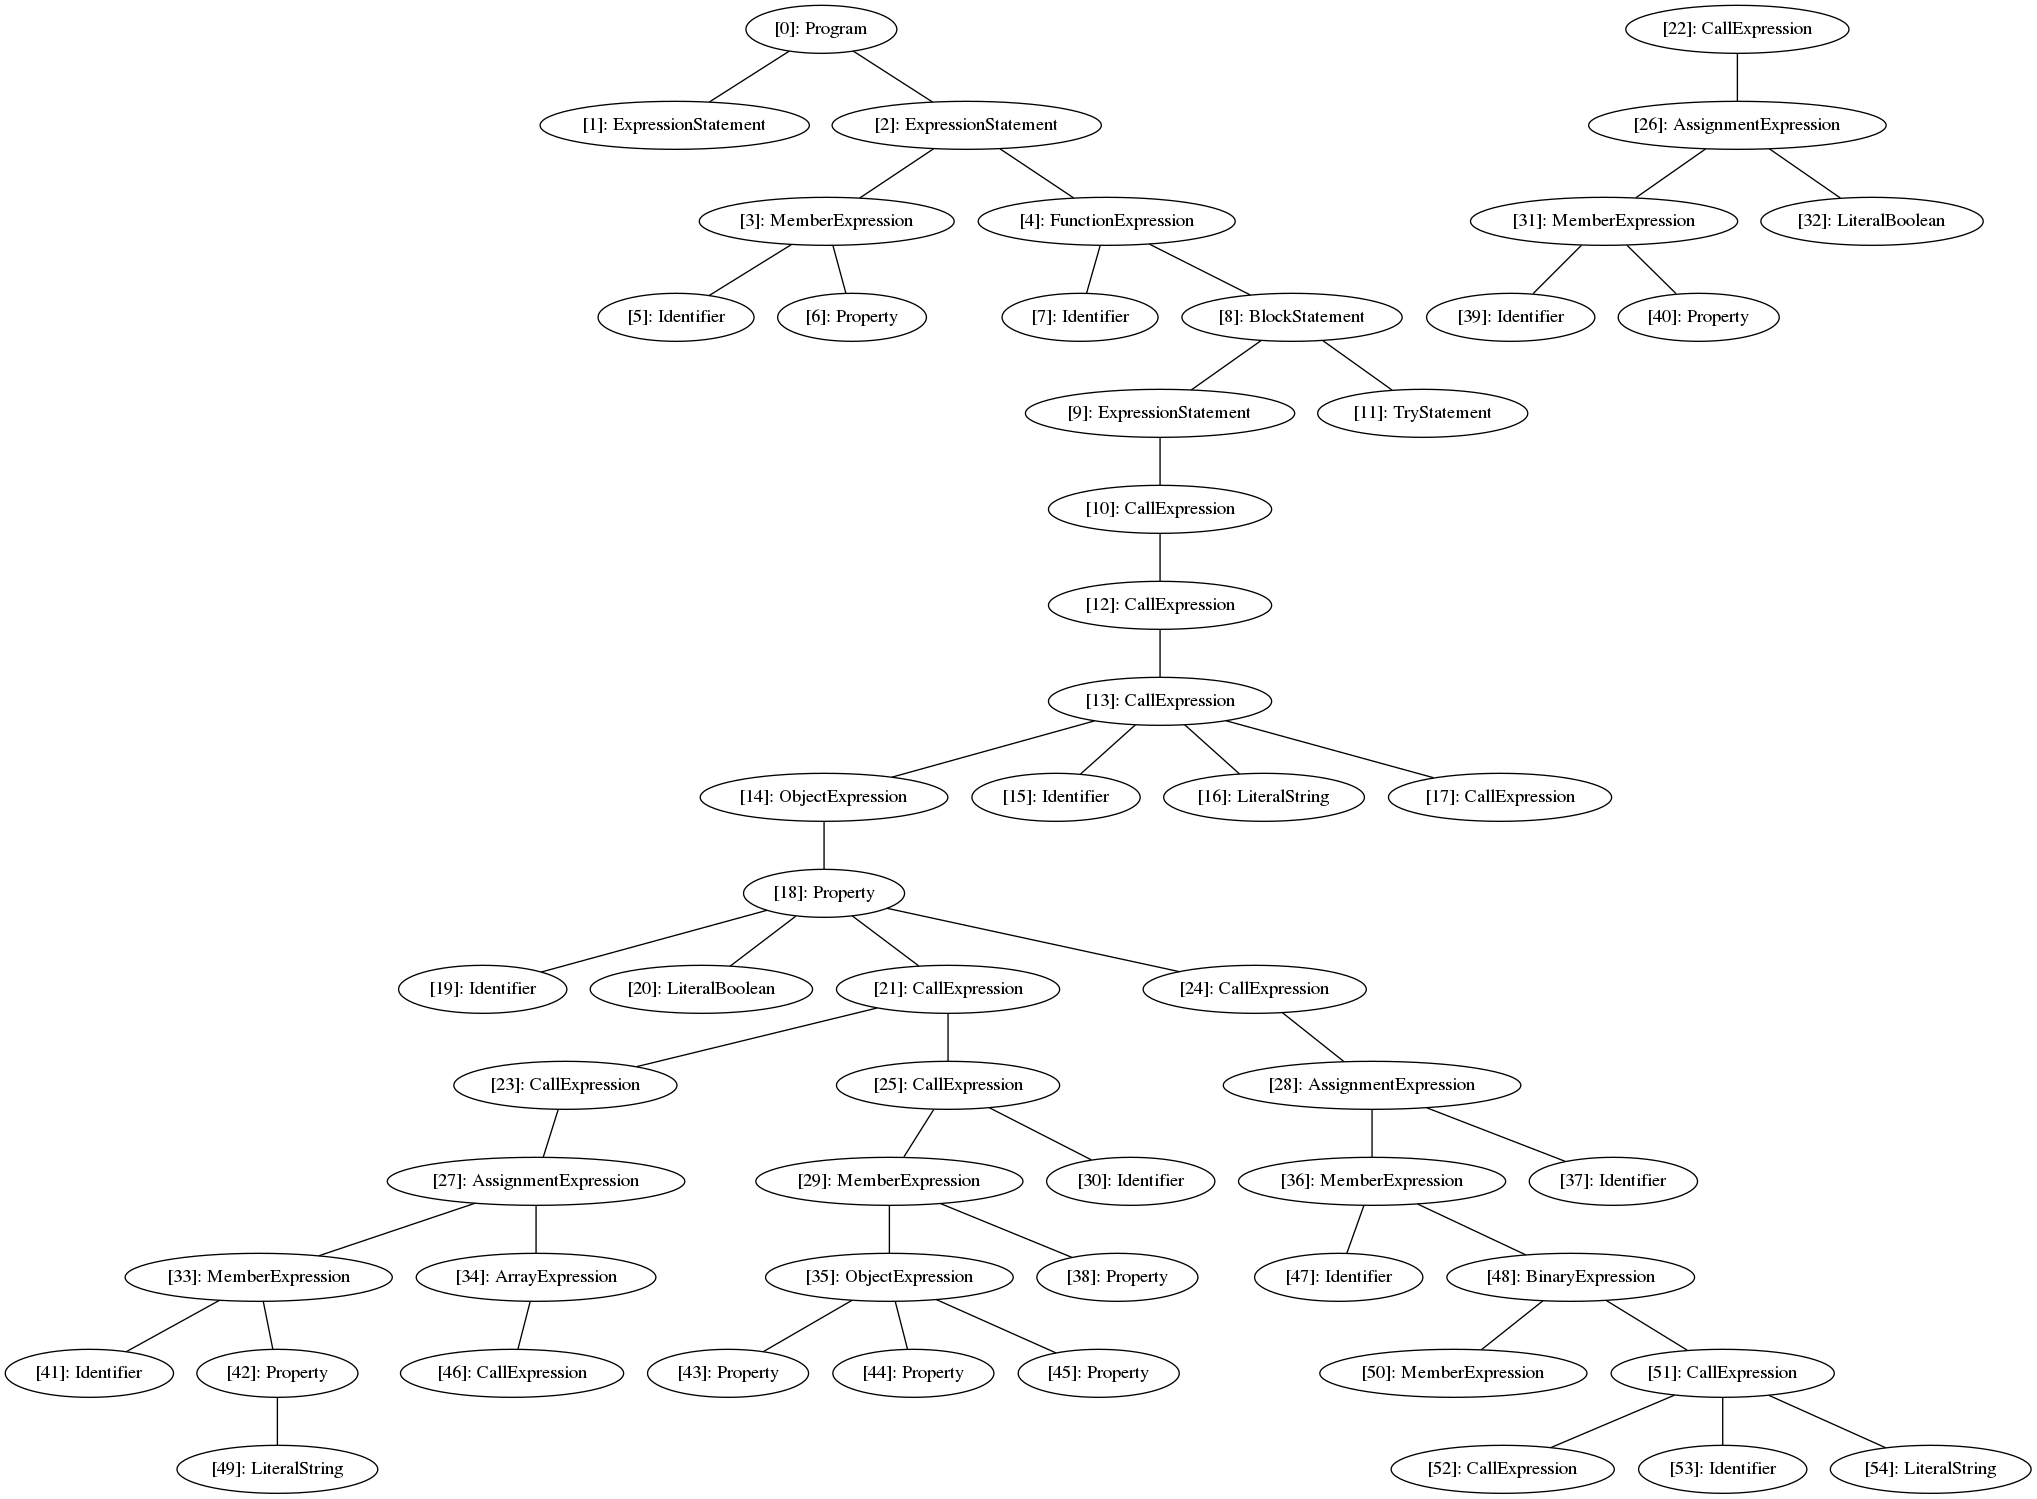 [0]: Program
[22]: CallExpression
[1]: ExpressionStatement
[2]: ExpressionStatement
[26]: AssignmentExpression
[3]: MemberExpression
[4]: FunctionExpression
[31]: MemberExpression
[32]: LiteralBoolean
[5]: Identifier
[6]: Property
[7]: Identifier
[8]: BlockStatement
[39]: Identifier
[40]: Property
[9]: ExpressionStatement
[11]: TryStatement
[10]: CallExpression
[12]: CallExpression
[13]: CallExpression
[14]: ObjectExpression
[15]: Identifier
[16]: LiteralString
[17]: CallExpression
[18]: Property
[19]: Identifier
[20]: LiteralBoolean
[21]: CallExpression
[24]: CallExpression
[23]: CallExpression
[25]: CallExpression
[28]: AssignmentExpression
[27]: AssignmentExpression
[29]: MemberExpression
[30]: Identifier
[36]: MemberExpression
[37]: Identifier
[33]: MemberExpression
[34]: ArrayExpression
[35]: ObjectExpression
[38]: Property
[47]: Identifier
[48]: BinaryExpression
[41]: Identifier
[42]: Property
[46]: CallExpression
[43]: Property
[44]: Property
[45]: Property
[50]: MemberExpression
[51]: CallExpression
[49]: LiteralString
[52]: CallExpression
[53]: Identifier
[54]: LiteralString